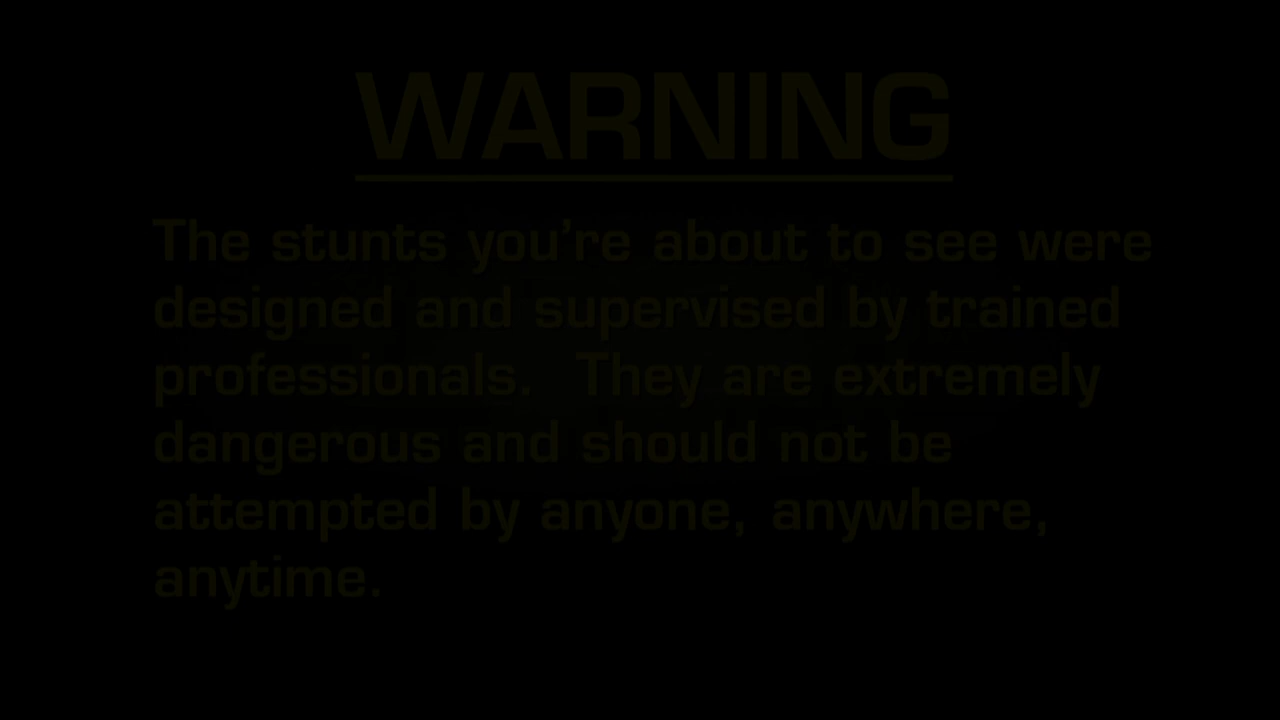 WARNING
The stunts you’re about to see were
designed and supervised by trained
professionals.  They are extremely
dangerous and should not be
attempted by anyone, anywhere,
anytime.